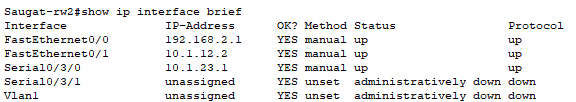 Saugat-rw2#show ip interface brief
Interface IP-Address OK? Method Status Protocol
FastEthernet0/0 192.168.2.1 YES manual up up
FastEthernet0/1 10.1.12.2 YES manual up up
Serial0/3/0 10.1.23.1 YES manual up up
Serial0/3/1 unassigned YES unset administratively down down
Vlan1 unassigned YES unset administratively down down